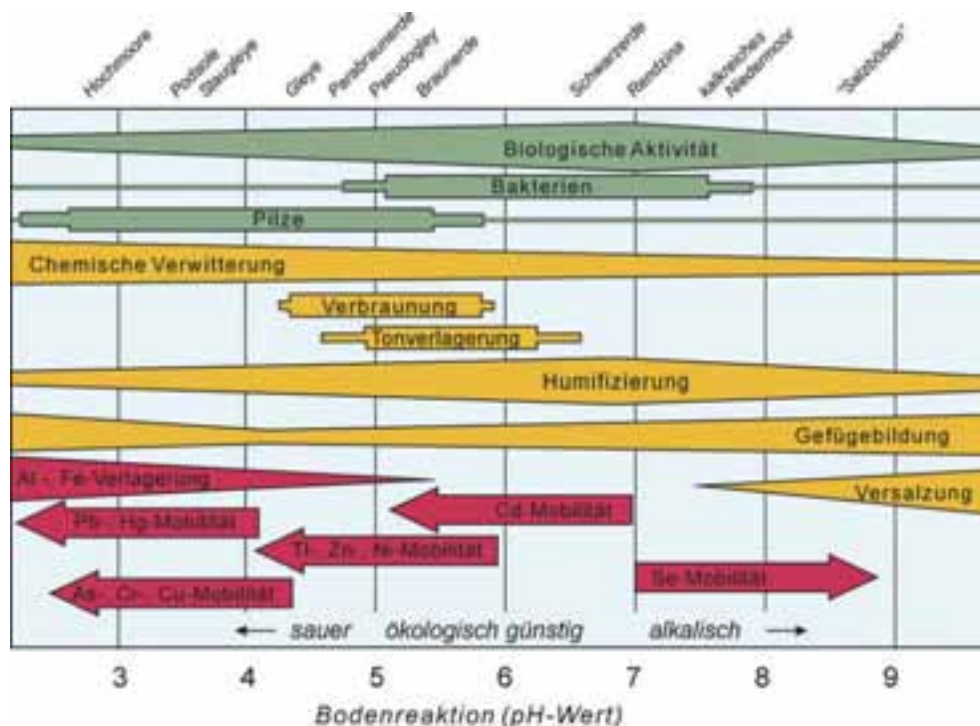 Hochmoore
Podsole
Staugleye
Gleye
Parabraunerde
Pseudogley
Braunerde
Schwarzerde
Rendzina
kalkreiches
Niedermoor
"Salzböden"
Biologische Aktivität
Bakterien
Pilze
Chemische Verwitterung
Verbraunung
Tonverlagerung
Humifizierung
Gefügebildung
Al - Fe-Verlagerung
Versalzung
Pb - Hg-Mobilität
Cd-Mobilität
Tl - Zn - Ni-Mobilität
Se-Mobilität
As - Cr - Cu-Mobilität
← sauer ökologisch günstig alkalisch →
3 4 5 6 7 8 9
Bodenreaktion (pH-Wert)